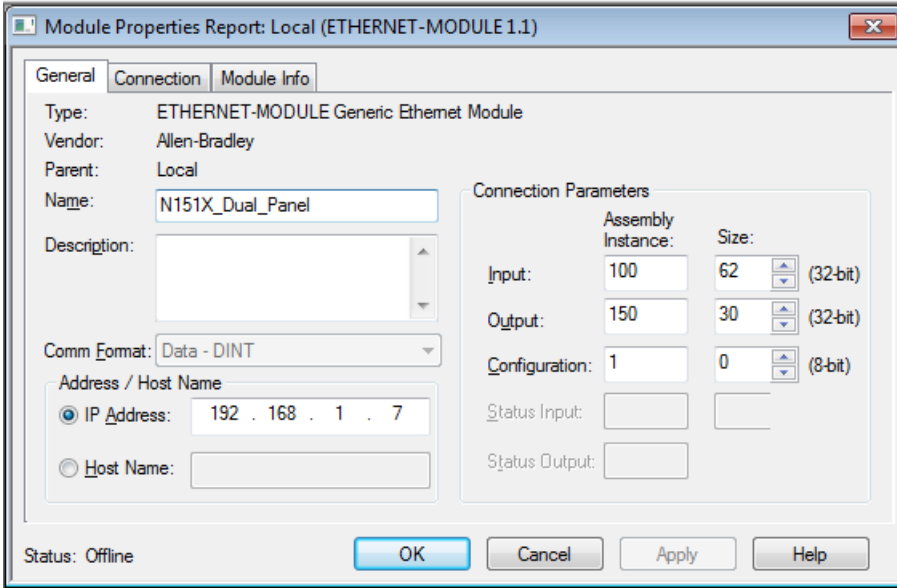 Module Properties Report: Local (ETHERNET-MODULE 1.1)
General Connection Module Info
Type: ETHERNET-MODULE Generic Ethernet Module
Vendor: Allen-Bradley
Parent: Local
Name: N151X_Dual_Panel
Description:
Comm Format: Data - DINT
Address / Host Name
IP Address: 192 . 168 . 1 . 7
Host Name:
Connection Parameters
Assembly Instance: Size:
Input: 100 62 (32-bit)
Output: 150 30 (32-bit)
Configuration: 1 0 (8-bit)
Status Input:
Status Output:
Status: Offline
OK Cancel Apply Help